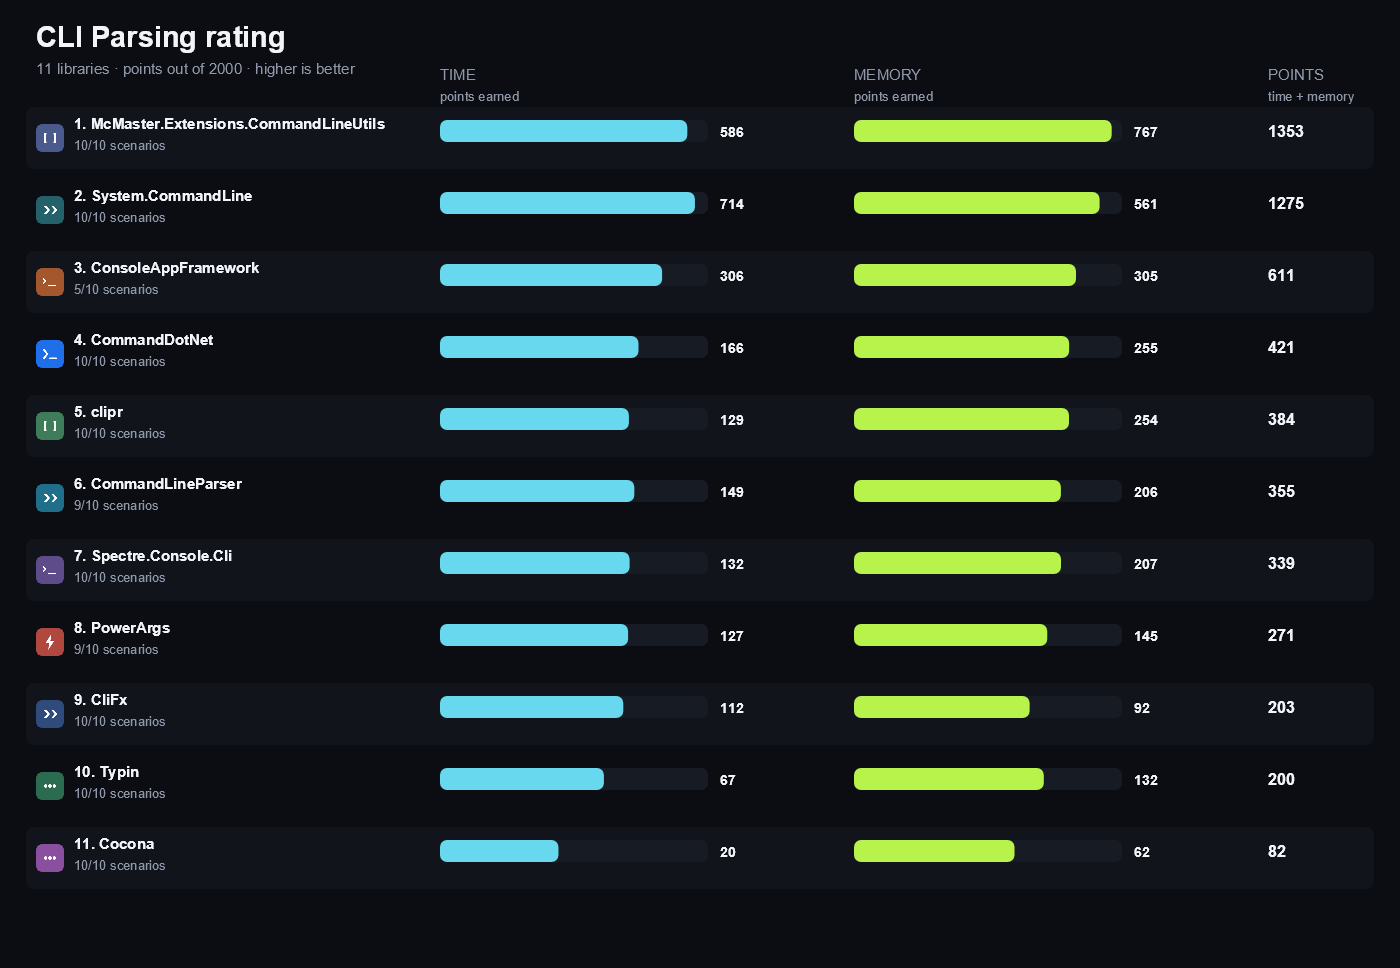 CLI Parsing rating
11 libraries · points out of 2000 · higher is better
TIME
points earned
MEMORY
points earned
POINTS
time + memory
[ ]
1. McMaster.Extensions.CommandLineUtils
10/10 scenarios
586
767
1353
2. System.CommandLine
10/10 scenarios
714
561
1275
>_
3. ConsoleAppFramework
5/10 scenarios
306
305
611
4. CommandDotNet
10/10 scenarios
166
255
421
[ ]
5. clipr
10/10 scenarios
129
254
384
6. CommandLineParser
9/10 scenarios
149
206
355
>_
7. Spectre.Console.Cli
10/10 scenarios
132
207
339
8. PowerArgs
9/10 scenarios
127
145
271
9. CliFx
10/10 scenarios
112
92
203
10. Typin
10/10 scenarios
67
132
200
11. Cocona
10/10 scenarios
20
62
82